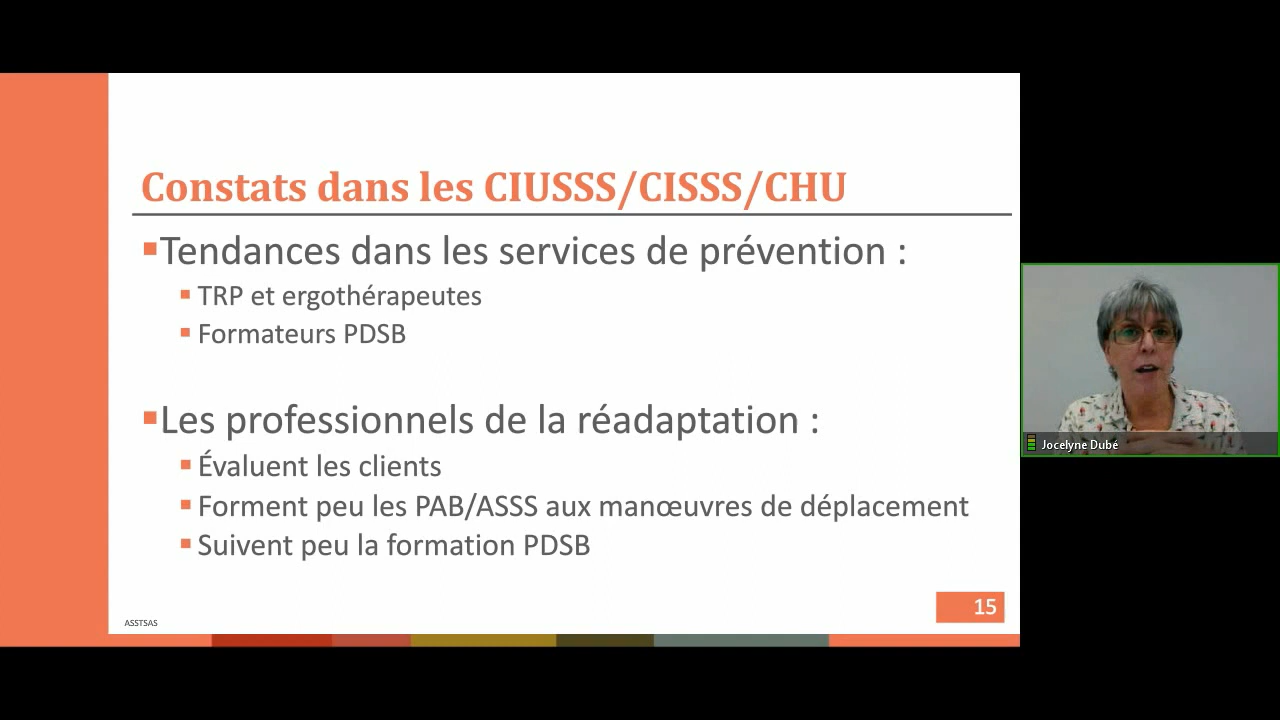 Constats dans les CIUSSS/CISSS/CHU
Tendances dans les services de prévention :
TRP et ergothérapeutes
Formateurs PDSB
Les professionnels de la réadaptation :
Évaluent les clients
Forment peu les PAB/ASSS aux manœuvres de déplacement
Suivent peu la formation PDSB
15
ASSTSAS
Jocelyne Dubé